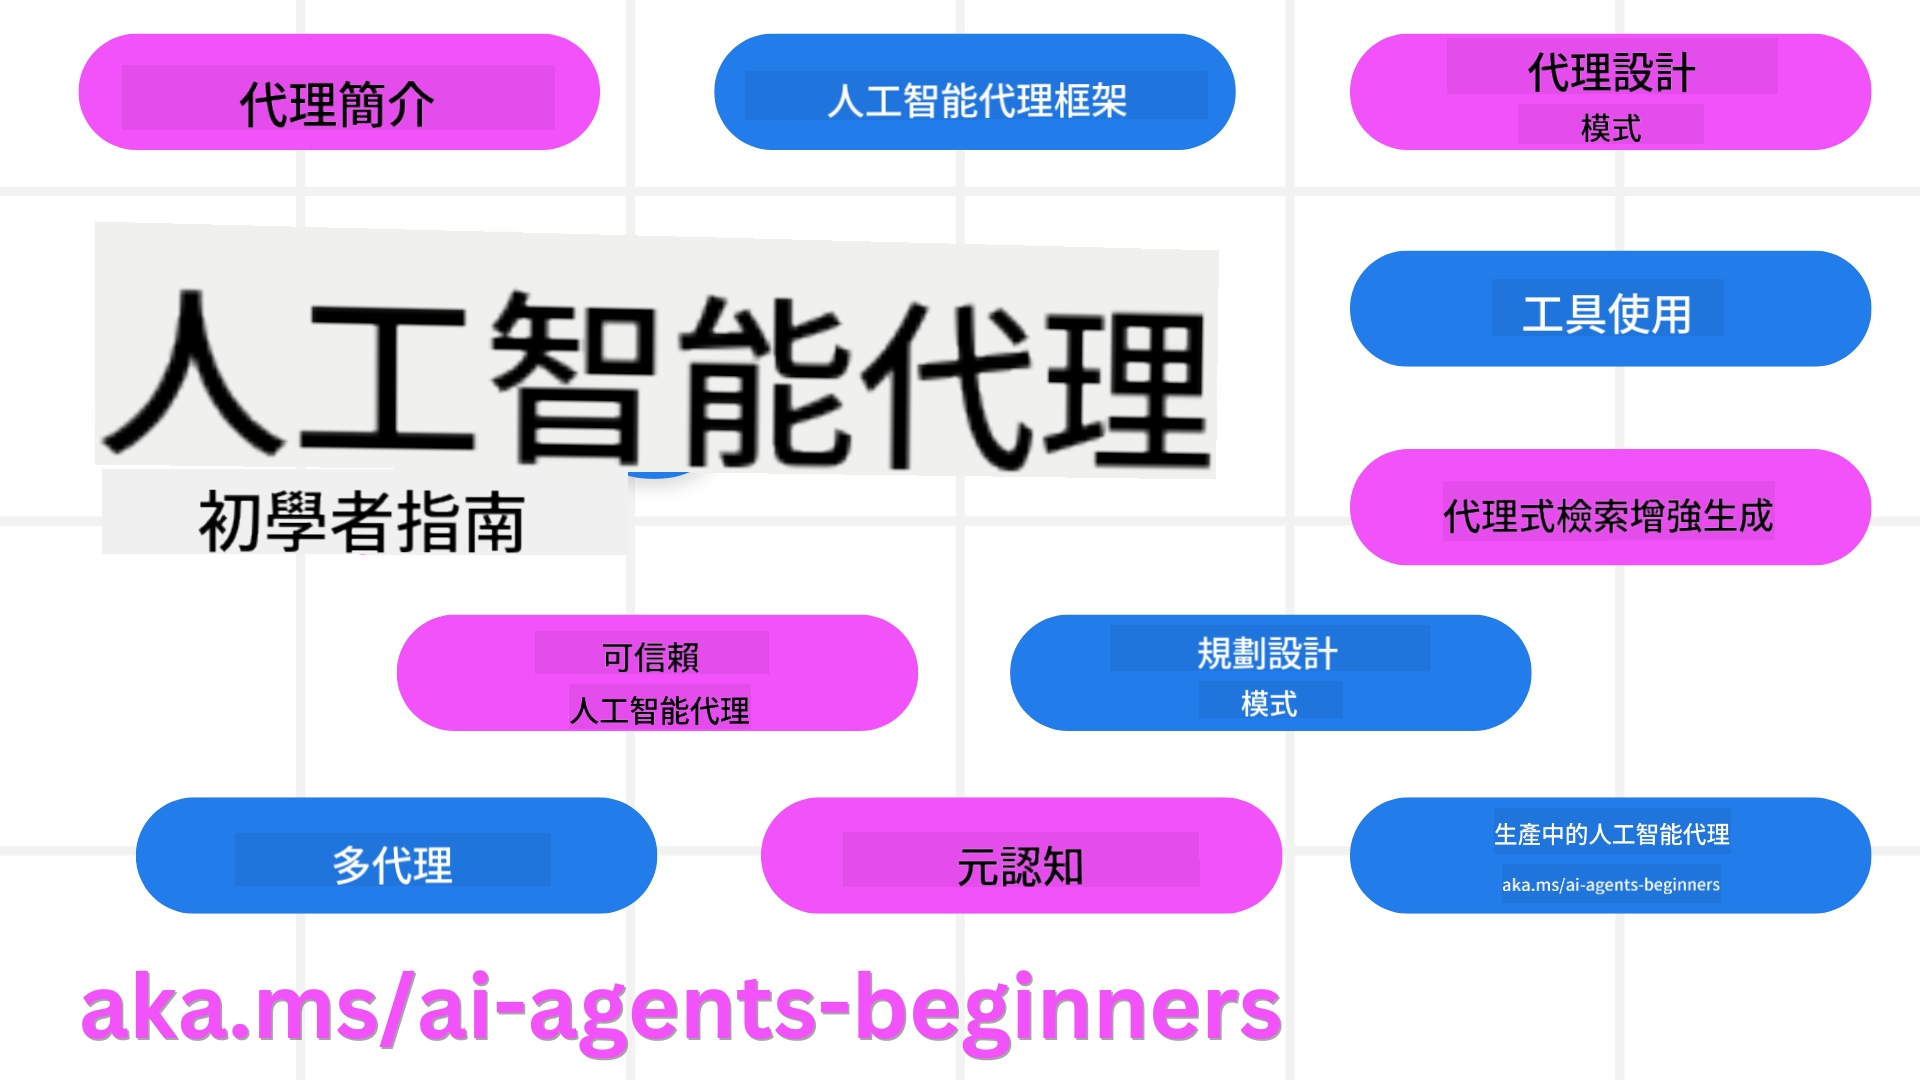 代理簡介
人工智能代理框架
代理設計
模式
人工智能代理
初學者指南
工具使用
代理式檢索增強生成
可信賴
人工智能代理
規劃設計
模式
多代理
元認知
生產中的人工智能代理
aka.ms/ai-agents-beginners
aka.ms/ai-agents-beginners